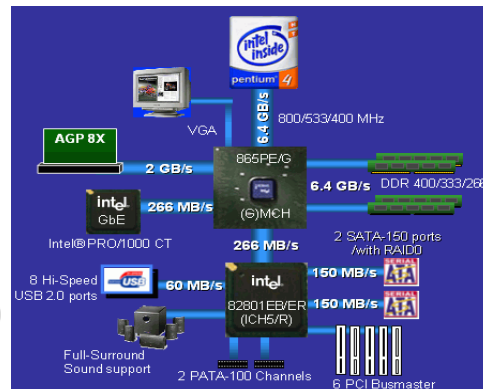 intel
inside
pentium 4
6.4 GB/s
800/533/400 MHz
VGA
AGP 8X
2 GB/s
865PE/G
(G)MCH
6.4 GB/s
DDR 400/333/266
intel
GbE
266 MB/s
Intel®PRO/1000 CT
266 MB/s
2 SATA-150 ports
/with RAID0
8 Hi-Speed
USB 2.0 ports
USB
60 MB/s
intel
82801EB/ER
(ICH5/R)
150 MB/s
SERIAL
ATA
150 MB/s
SERIAL
ATA
Full-Surround
Sound support
2 PATA-100 Channels
6 PCI Busmaster